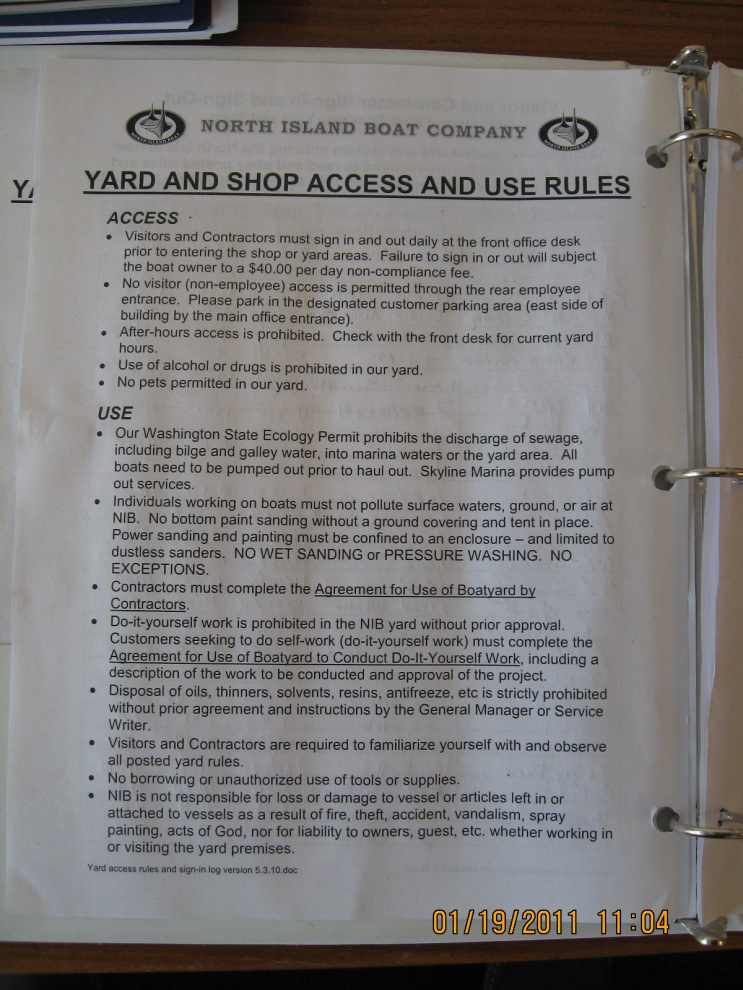 NORTH ISLAND BOAT COMPANY
YARD AND SHOP ACCESS AND USE RULES
ACCESS
• Visitors and Contractors must sign in and out daily at the front office desk
prior to entering the shop or yard areas. Failure to sign in or out will subject
the boat owner to a $40.00 per day non-compliance fee.
• No visitor (non-employee) access is permitted through the rear employee
entrance. Please park in the designated customer parking area (east side of
building by the main office entrance).
• After-hours access is prohibited. Check with the front desk for current yard
hours.
• Use of alcohol or drugs is prohibited in our yard.
• No pets permitted in our yard.
USE
• Our Washington State Ecology Permit prohibits the discharge of sewage,
including bilge and galley water, into marina waters or the yard area. All
boats need to be pumped out prior to haul out. Skyline Marina provides pump
out services.
• Individuals working on boats must not pollute surface waters, ground, or air at
NIB. No bottom paint sanding without a ground covering and tent in place.
Power sanding and painting must be confined to an enclosure – and limited to
dustless sanders. NO WET SANDING or PRESSURE WASHING. NO
EXCEPTIONS.
• Contractors must complete the Agreement for Use of Boatyard by
Contractors.
• Do-it-yourself work is prohibited in the NIB yard without prior approval.
Customers seeking to do self-work (do-it-yourself work) must complete the
Agreement for Use of Boatyard to Conduct Do-It-Yourself Work, including a
description of the work to be conducted and approval of the project.
• Disposal of oils, thinners, solvents, resins, antifreeze, etc is strictly prohibited
without prior agreement and instructions by the General Manager or Service
Writer.
• Visitors and Contractors are required to familiarize yourself with and observe
all posted yard rules.
• No borrowing or unauthorized use of tools or supplies.
• NIB is not responsible for loss or damage to vessel or articles left in or
attached to vessels as a result of fire, theft, accident, vandalism, spray
painting, acts of God, nor for liability to owners, guest, etc. whether working in
or visiting the yard premises.
Yard access rules and sign-in log version 5.3.10.doc
01/19/2011 11:04